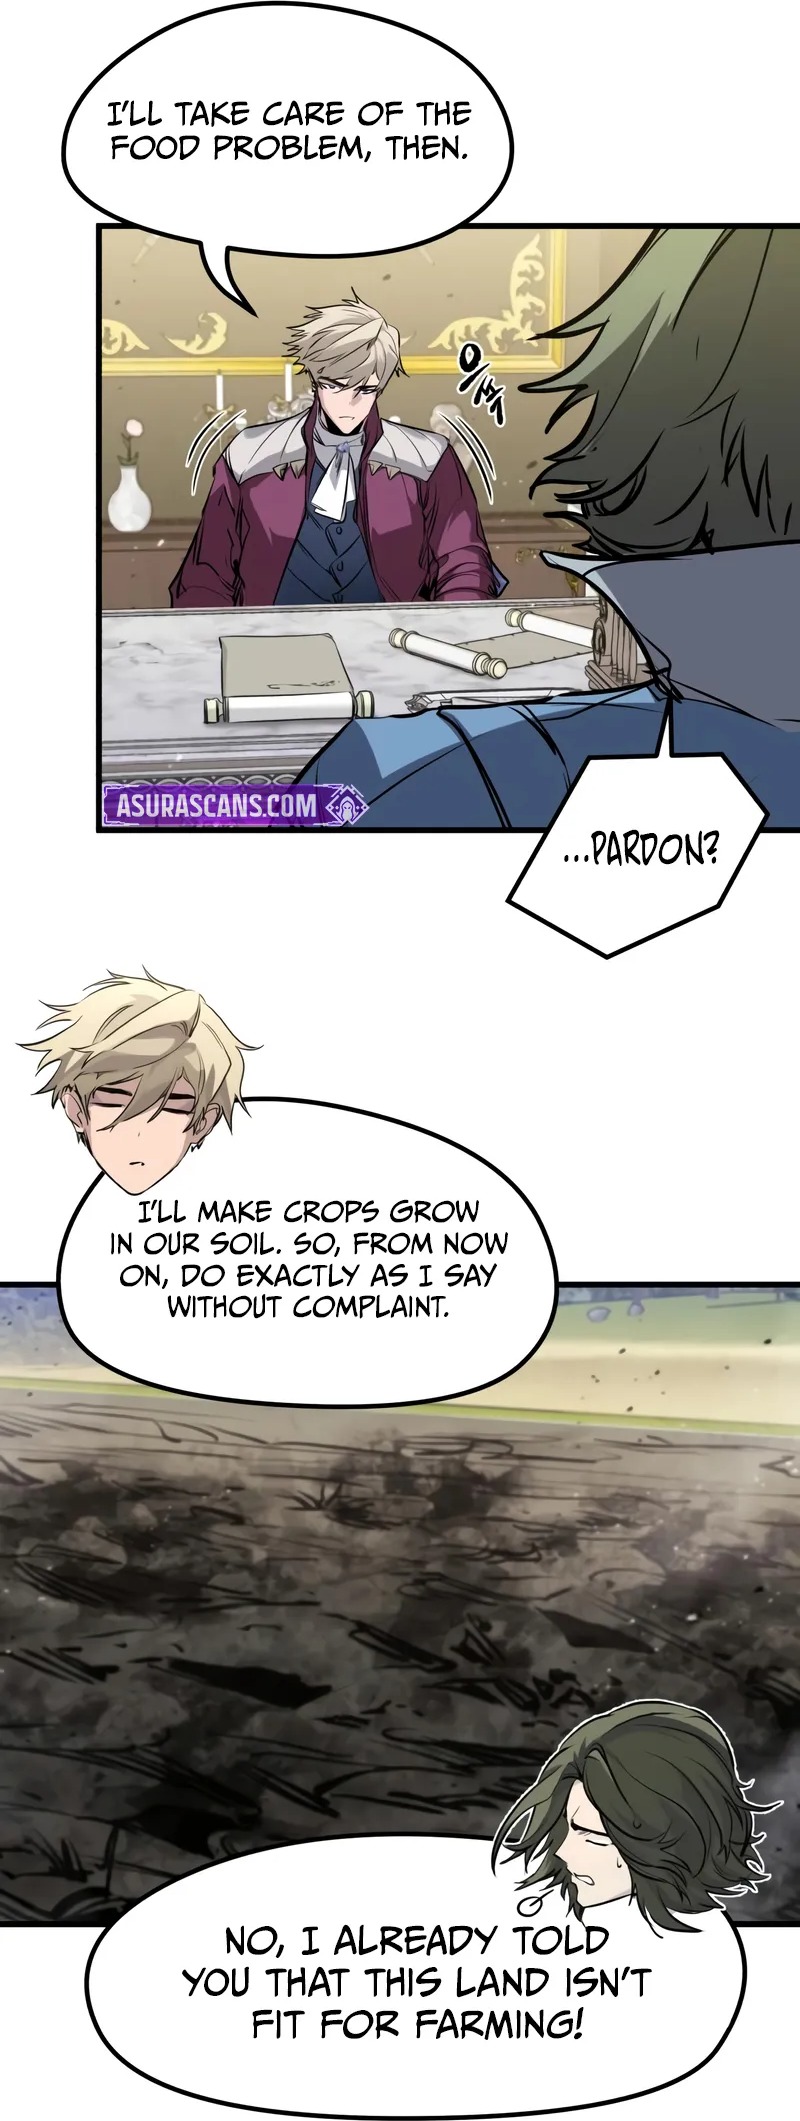 I'LL TAKE CARE OF THE
FOOD PROBLEM, THEN.
으쓱
ASURASCANS.COM
...PARDON?
I'LL MAKE CROPS GROW
IN OUR SOIL. SO, FROM NOW
ON, DO EXACTLY AS I SAY
WITHOUT COMPLAINT.
NO, I ALREADY TOLD
YOU THAT THIS LAND ISN'T
FIT FOR FARMING!